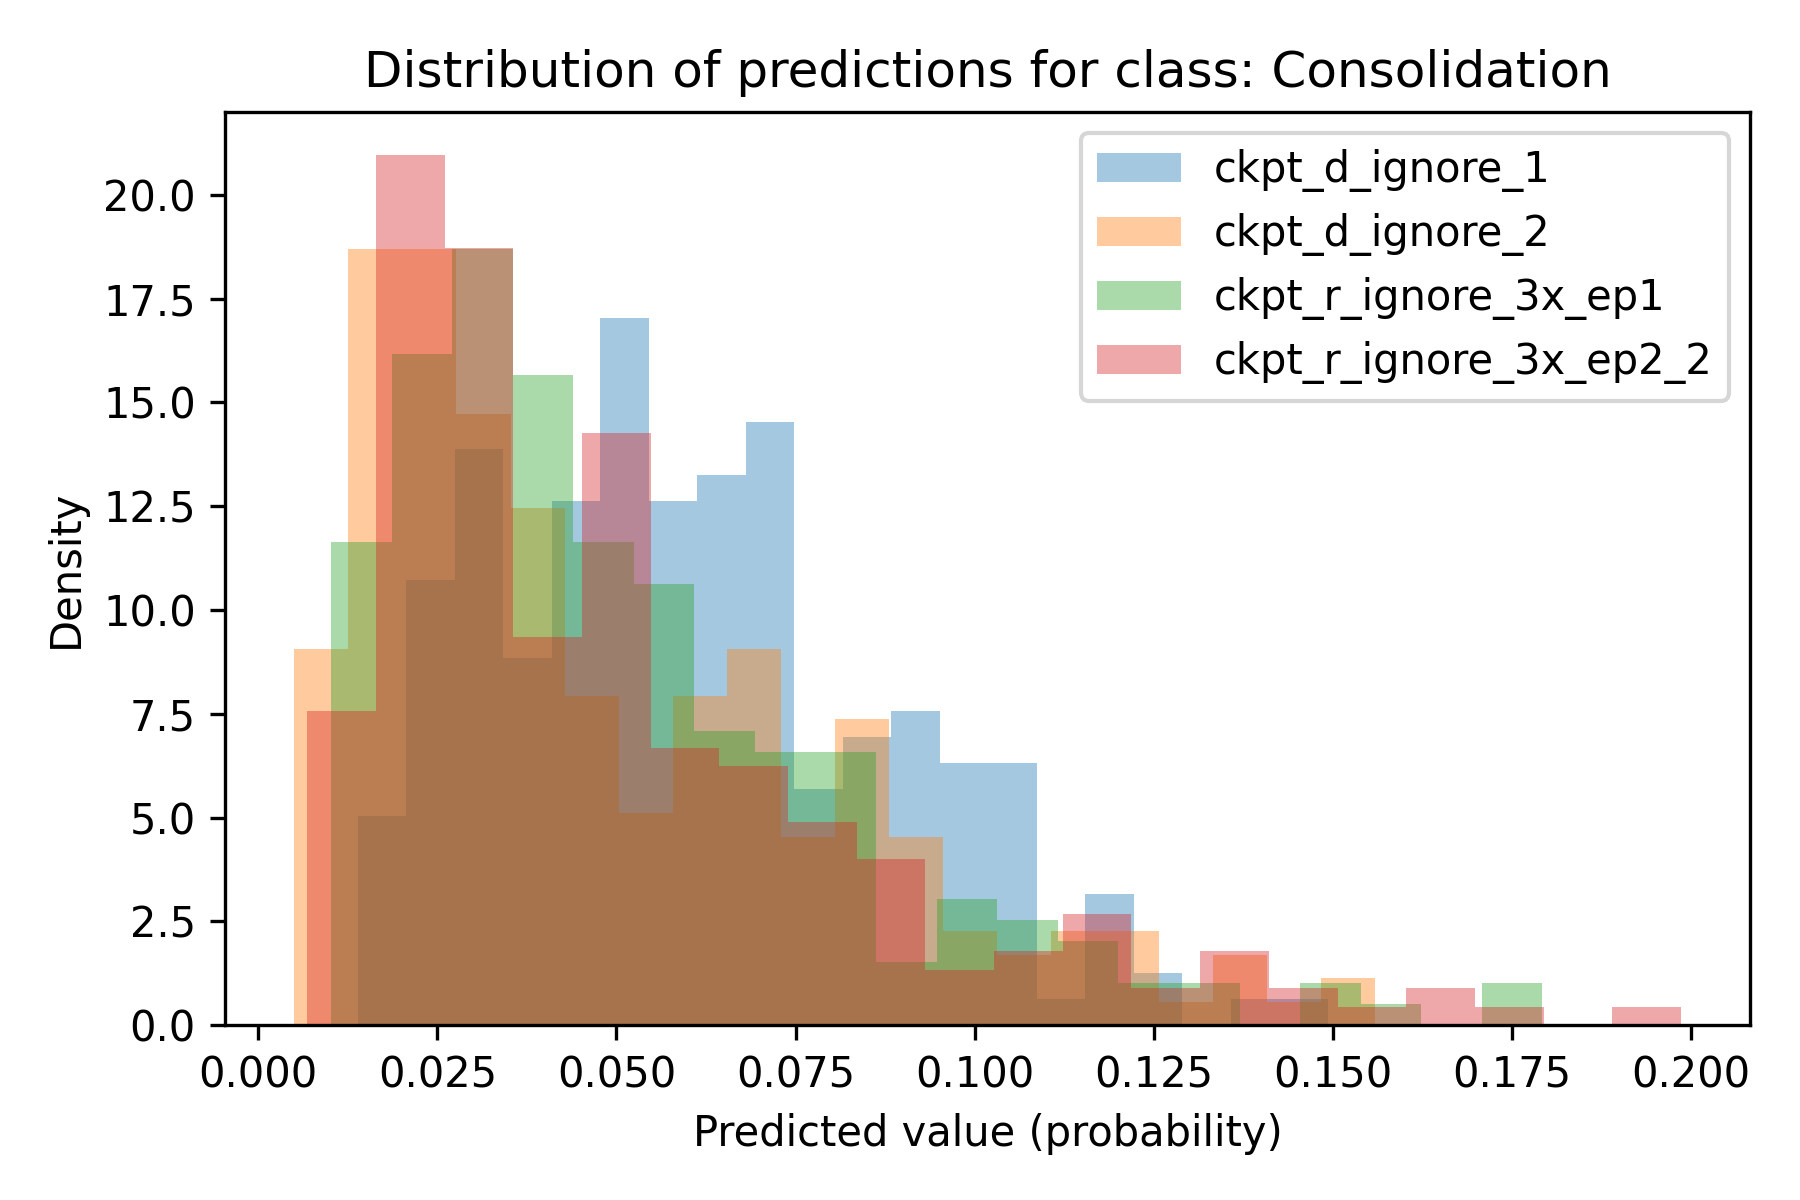 Distribution of predictions for class: Consolidation
ckpt_d_ignore_1
ckpt_d_ignore_2
ckpt_r_ignore_3x_ep1
ckpt_r_ignore_3x_ep2_2
Density
20.0
17.5
15.0
12.5
10.0
7.5
5.0
2.5
0.0
0.000 0.025 0.050 0.075 0.100 0.125 0.150 0.175 0.200
Predicted value (probability)